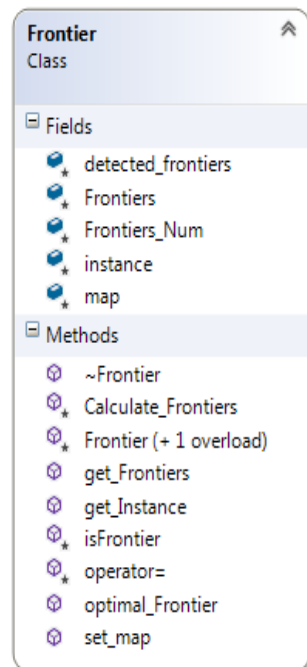 Frontier
Class
Fields
detected_frontiers
Frontiers
Frontiers_Num
instance
map
Methods
~Frontier
Calculate_Frontiers
Frontier (+ 1 overload)
get_Frontiers
get_Instance
isFrontier
operator=
optimal_Frontier
set_map